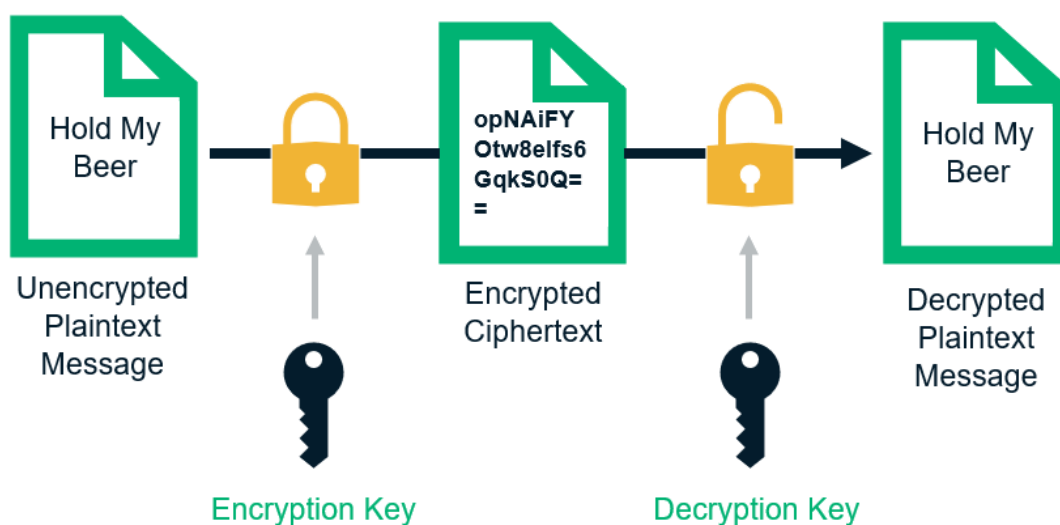 Hold My
Beer
Unencrypted
Plaintext
Message
opNAiFY
Otw8elfs6
GqkS0Q=
=
Encrypted
Ciphertext
Hold My
Beer
Decrypted
Plaintext
Message
Encryption Key
Decryption Key